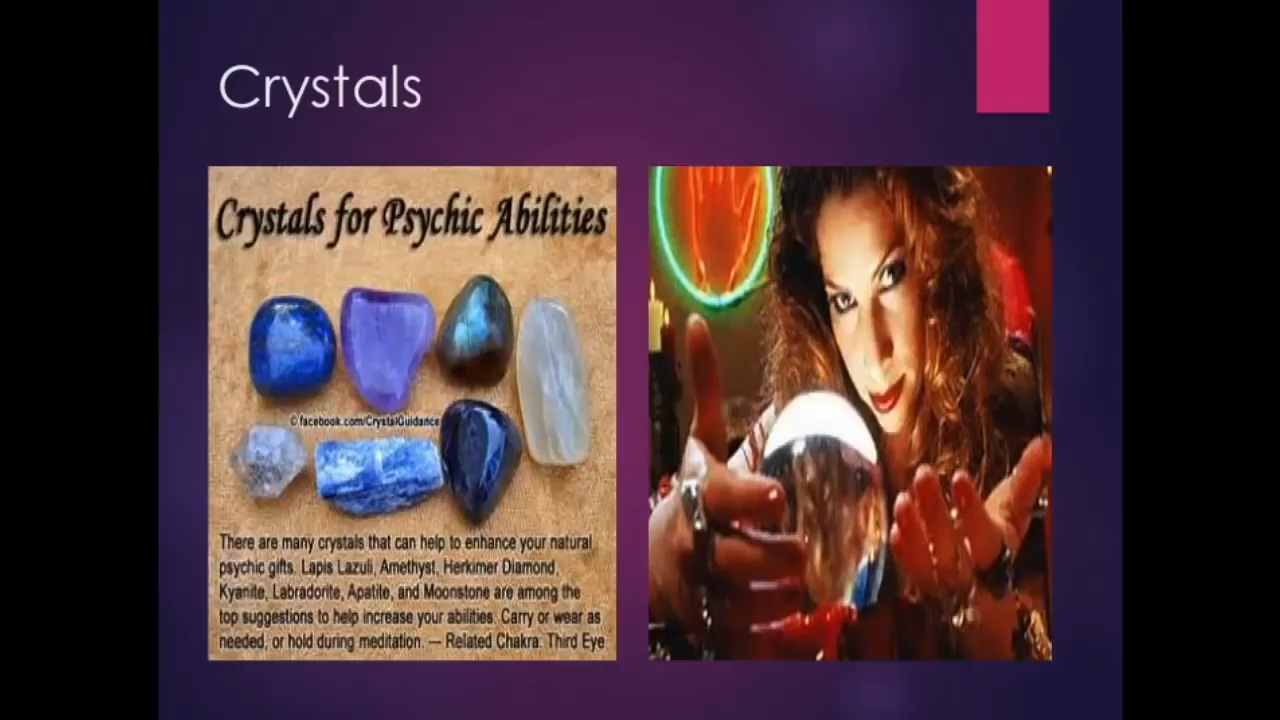 Crystals
Crystals for Psychic Abilities
© facebook.com/CrystalGuidance
There are many crystals that can help to enhance your natural
psychic gifts. Lapis Lazuli, Amethyst, Herkimer Diamond,
Kyanite, Labradorite, Apatite, and Moonstone are among the
top suggestions to help increase your abilities. Carry or wear as
needed, or hold during meditation. — Related Chakra: Third Eye